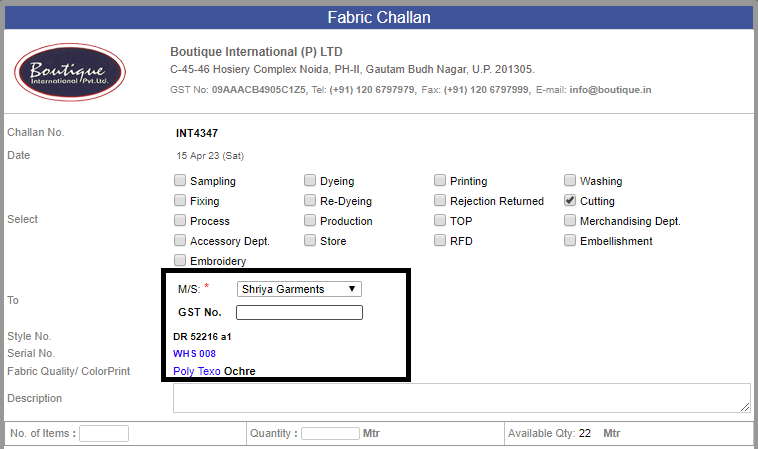 Fabric Challan
Boutique
International Pvt.Ltd.
Boutique International (P) LTD
C-45-46 Hosiery Complex Noida, PH-II, Gautam Budh Nagar, U.P. 201305.
GST No: 09AAACB4905C1Z5, Tel: (+91) 120 6797979, Fax: (+91) 120 6797999, E-mail: info@boutique.in
Challan No. INT4347
Date 15 Apr 23 (Sat)
Sampling Dyeing Printing Washing
Fixing Re-Dyeing Rejection Returned Cutting
Select Process Production TOP Merchandising Dept.
Accessory Dept. Store RFD Embellishment
Embroidery
To M/S: * Shriya Garments
GST No.
Style No. DR 52216 a1
Serial No. WHS 008
Fabric Quality/ ColorPrint Poly Texo Ochre
Description
No. of Items : Quantity : Mtr Available Qty: 22 Mtr